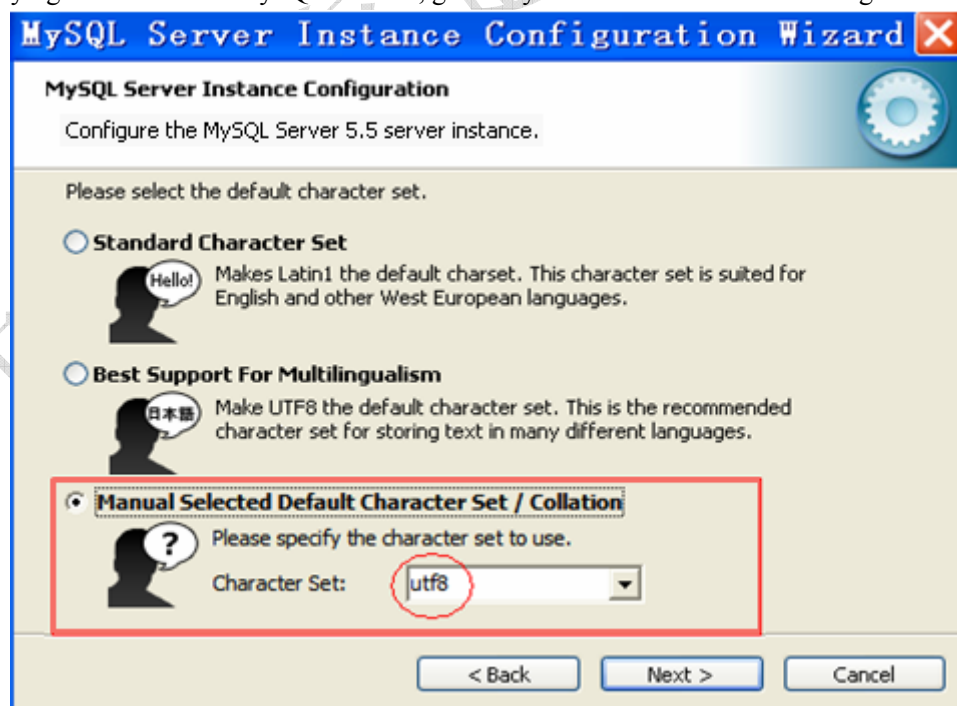 MySQL Server Instance Configuration Wizard
MySQL Server Instance Configuration
Configure the MySQL Server 5.5 server instance.
Please select the default character set.
Standard Character Set
Hello!
Makes Latin1 the default charset. This character set is suited for
English and other West European languages.
Best Support For Multilingualism
日本語
Make UTF8 the default character set. This is the recommended
character set for storing text in many different languages.
Manual Selected Default Character Set / Collation
?
Please specify the character set to use.
Character Set: utf8
< Back Next > Cancel